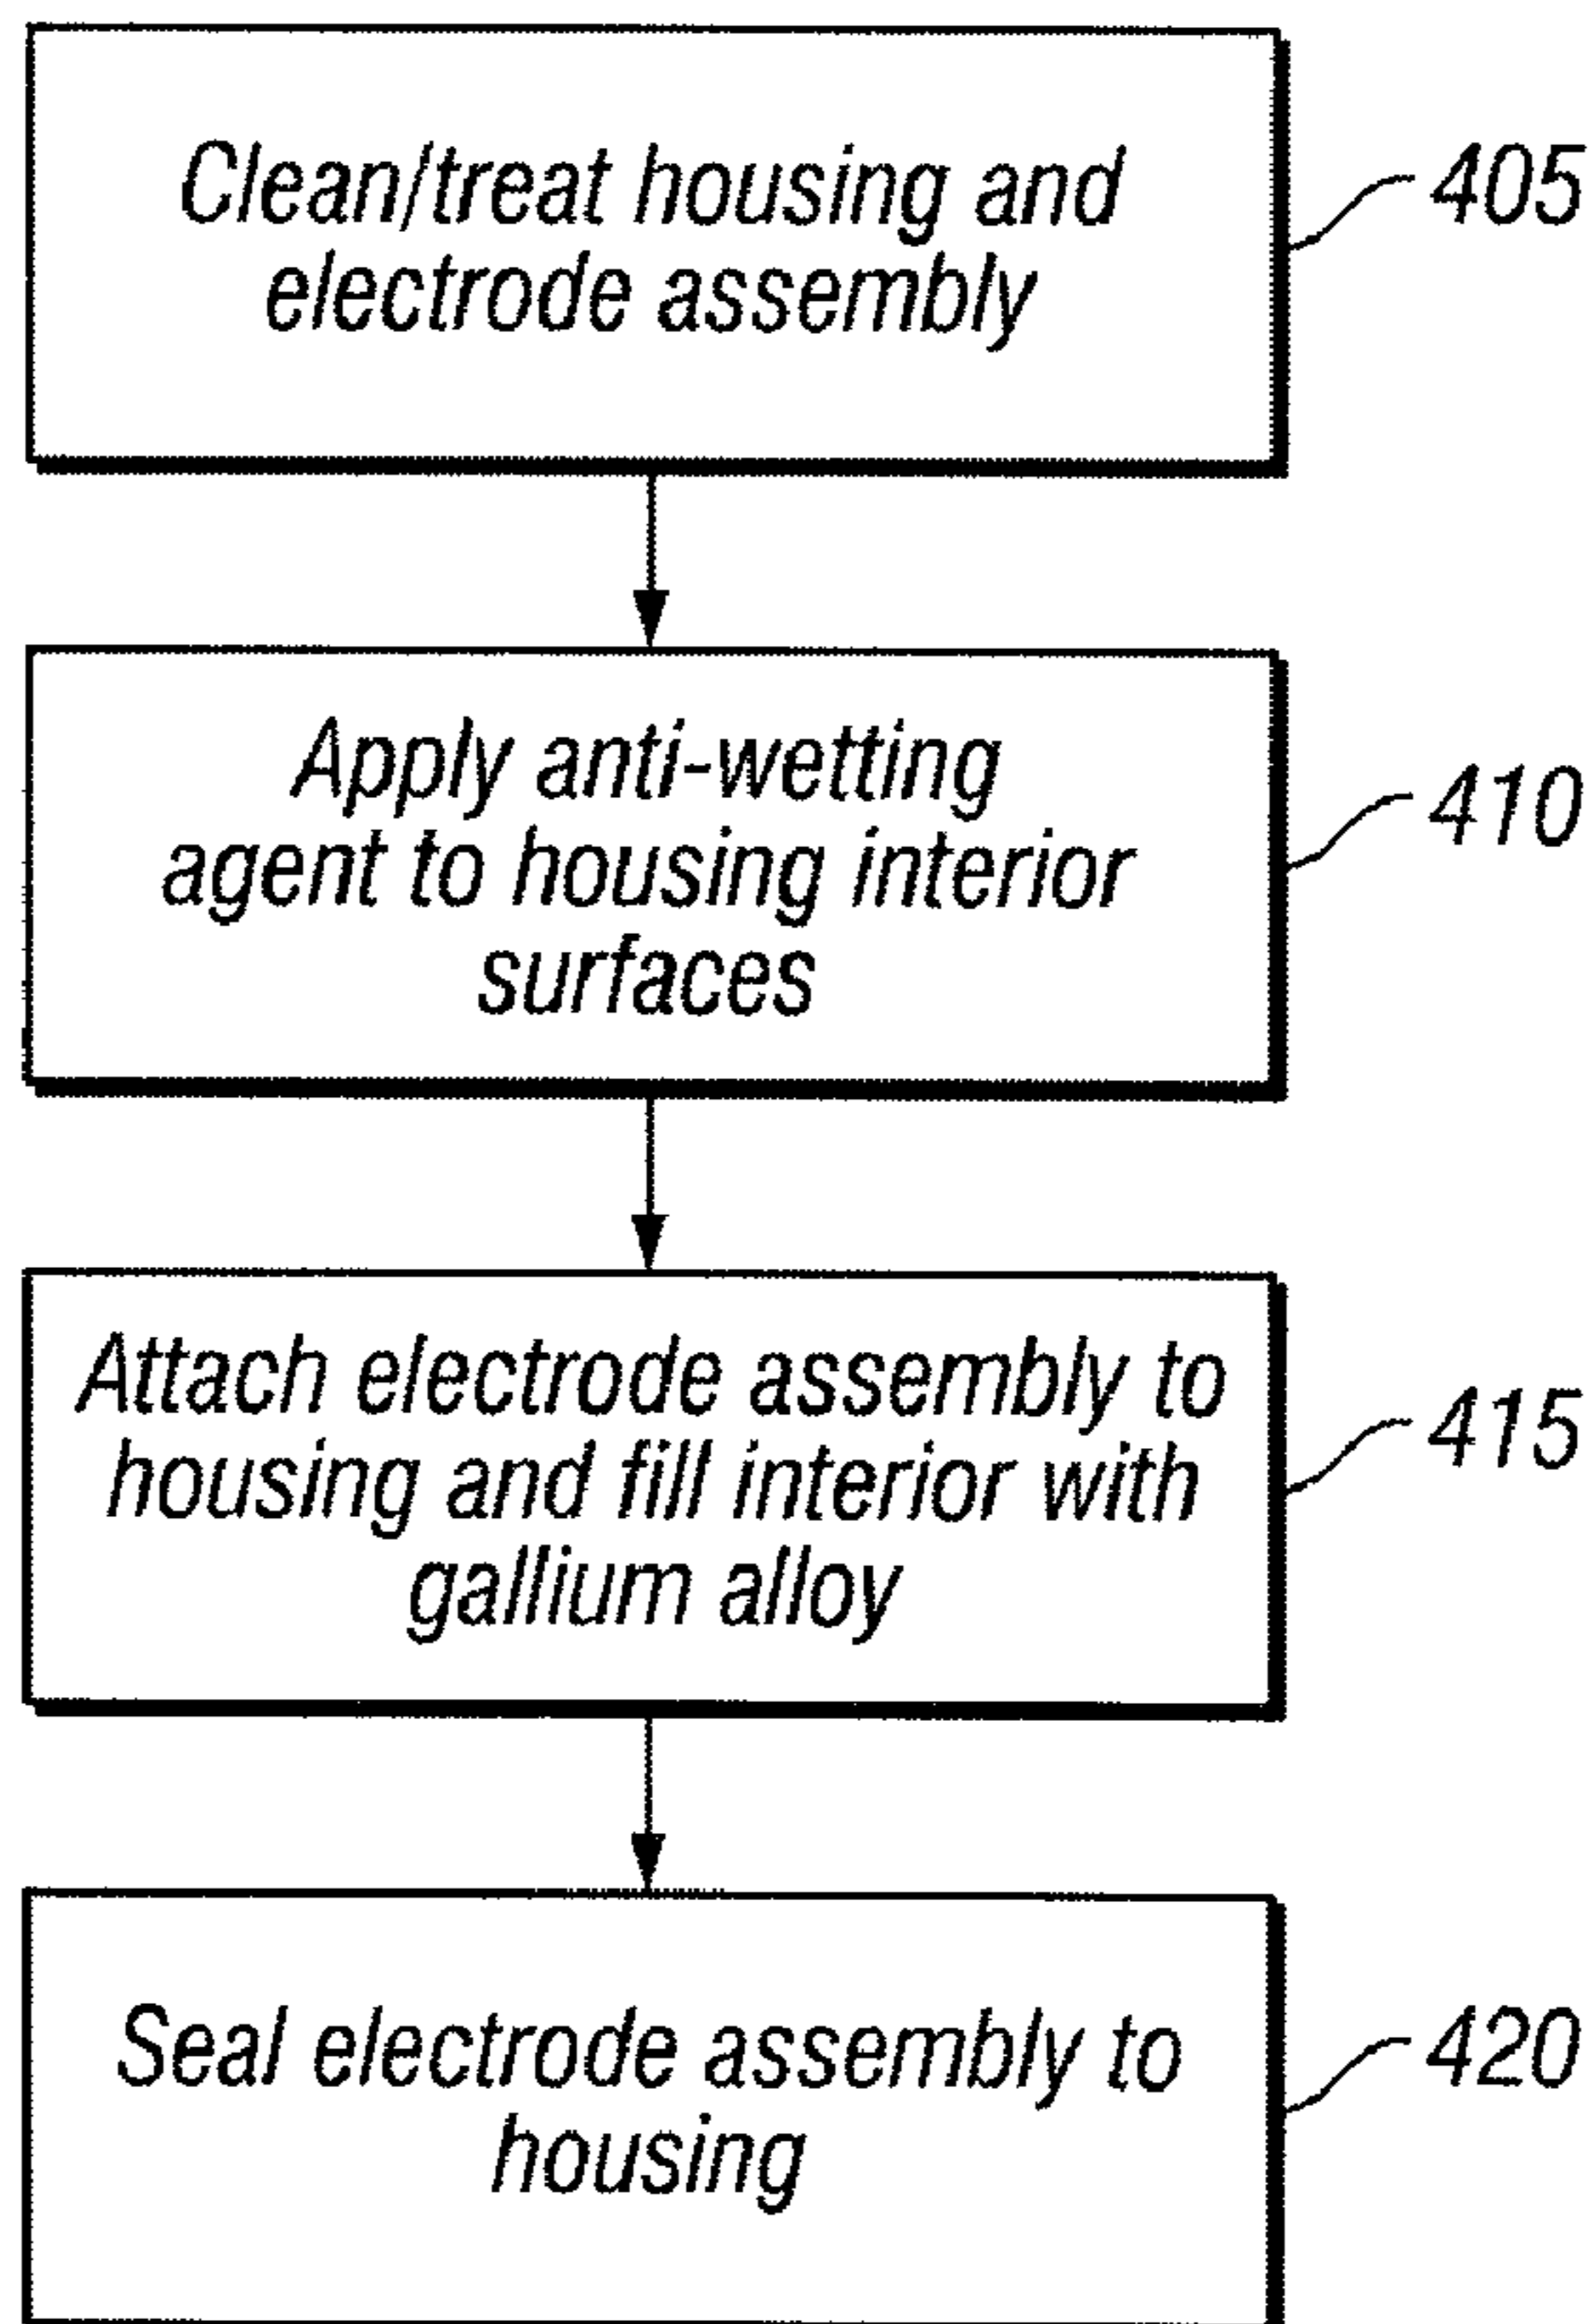 Clean/treat housing and
electrode assembly
405
Apply anti-wetting
agent to housing interior
surfaces
410
Attach electrode assembly to
housing and fill interior with
gallium alloy
415
Seal electrode assembly to
housing
420